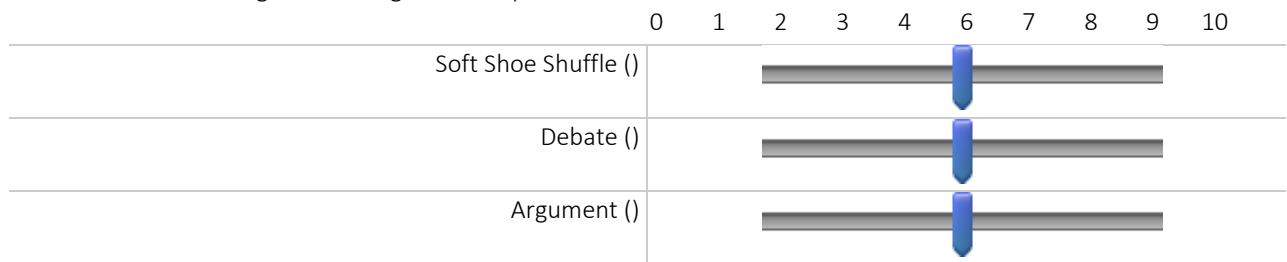 0 1 2 3 4 5 6 7 8 9 10
Soft Shoe Shuffle ()
Debate ()
Argument ()